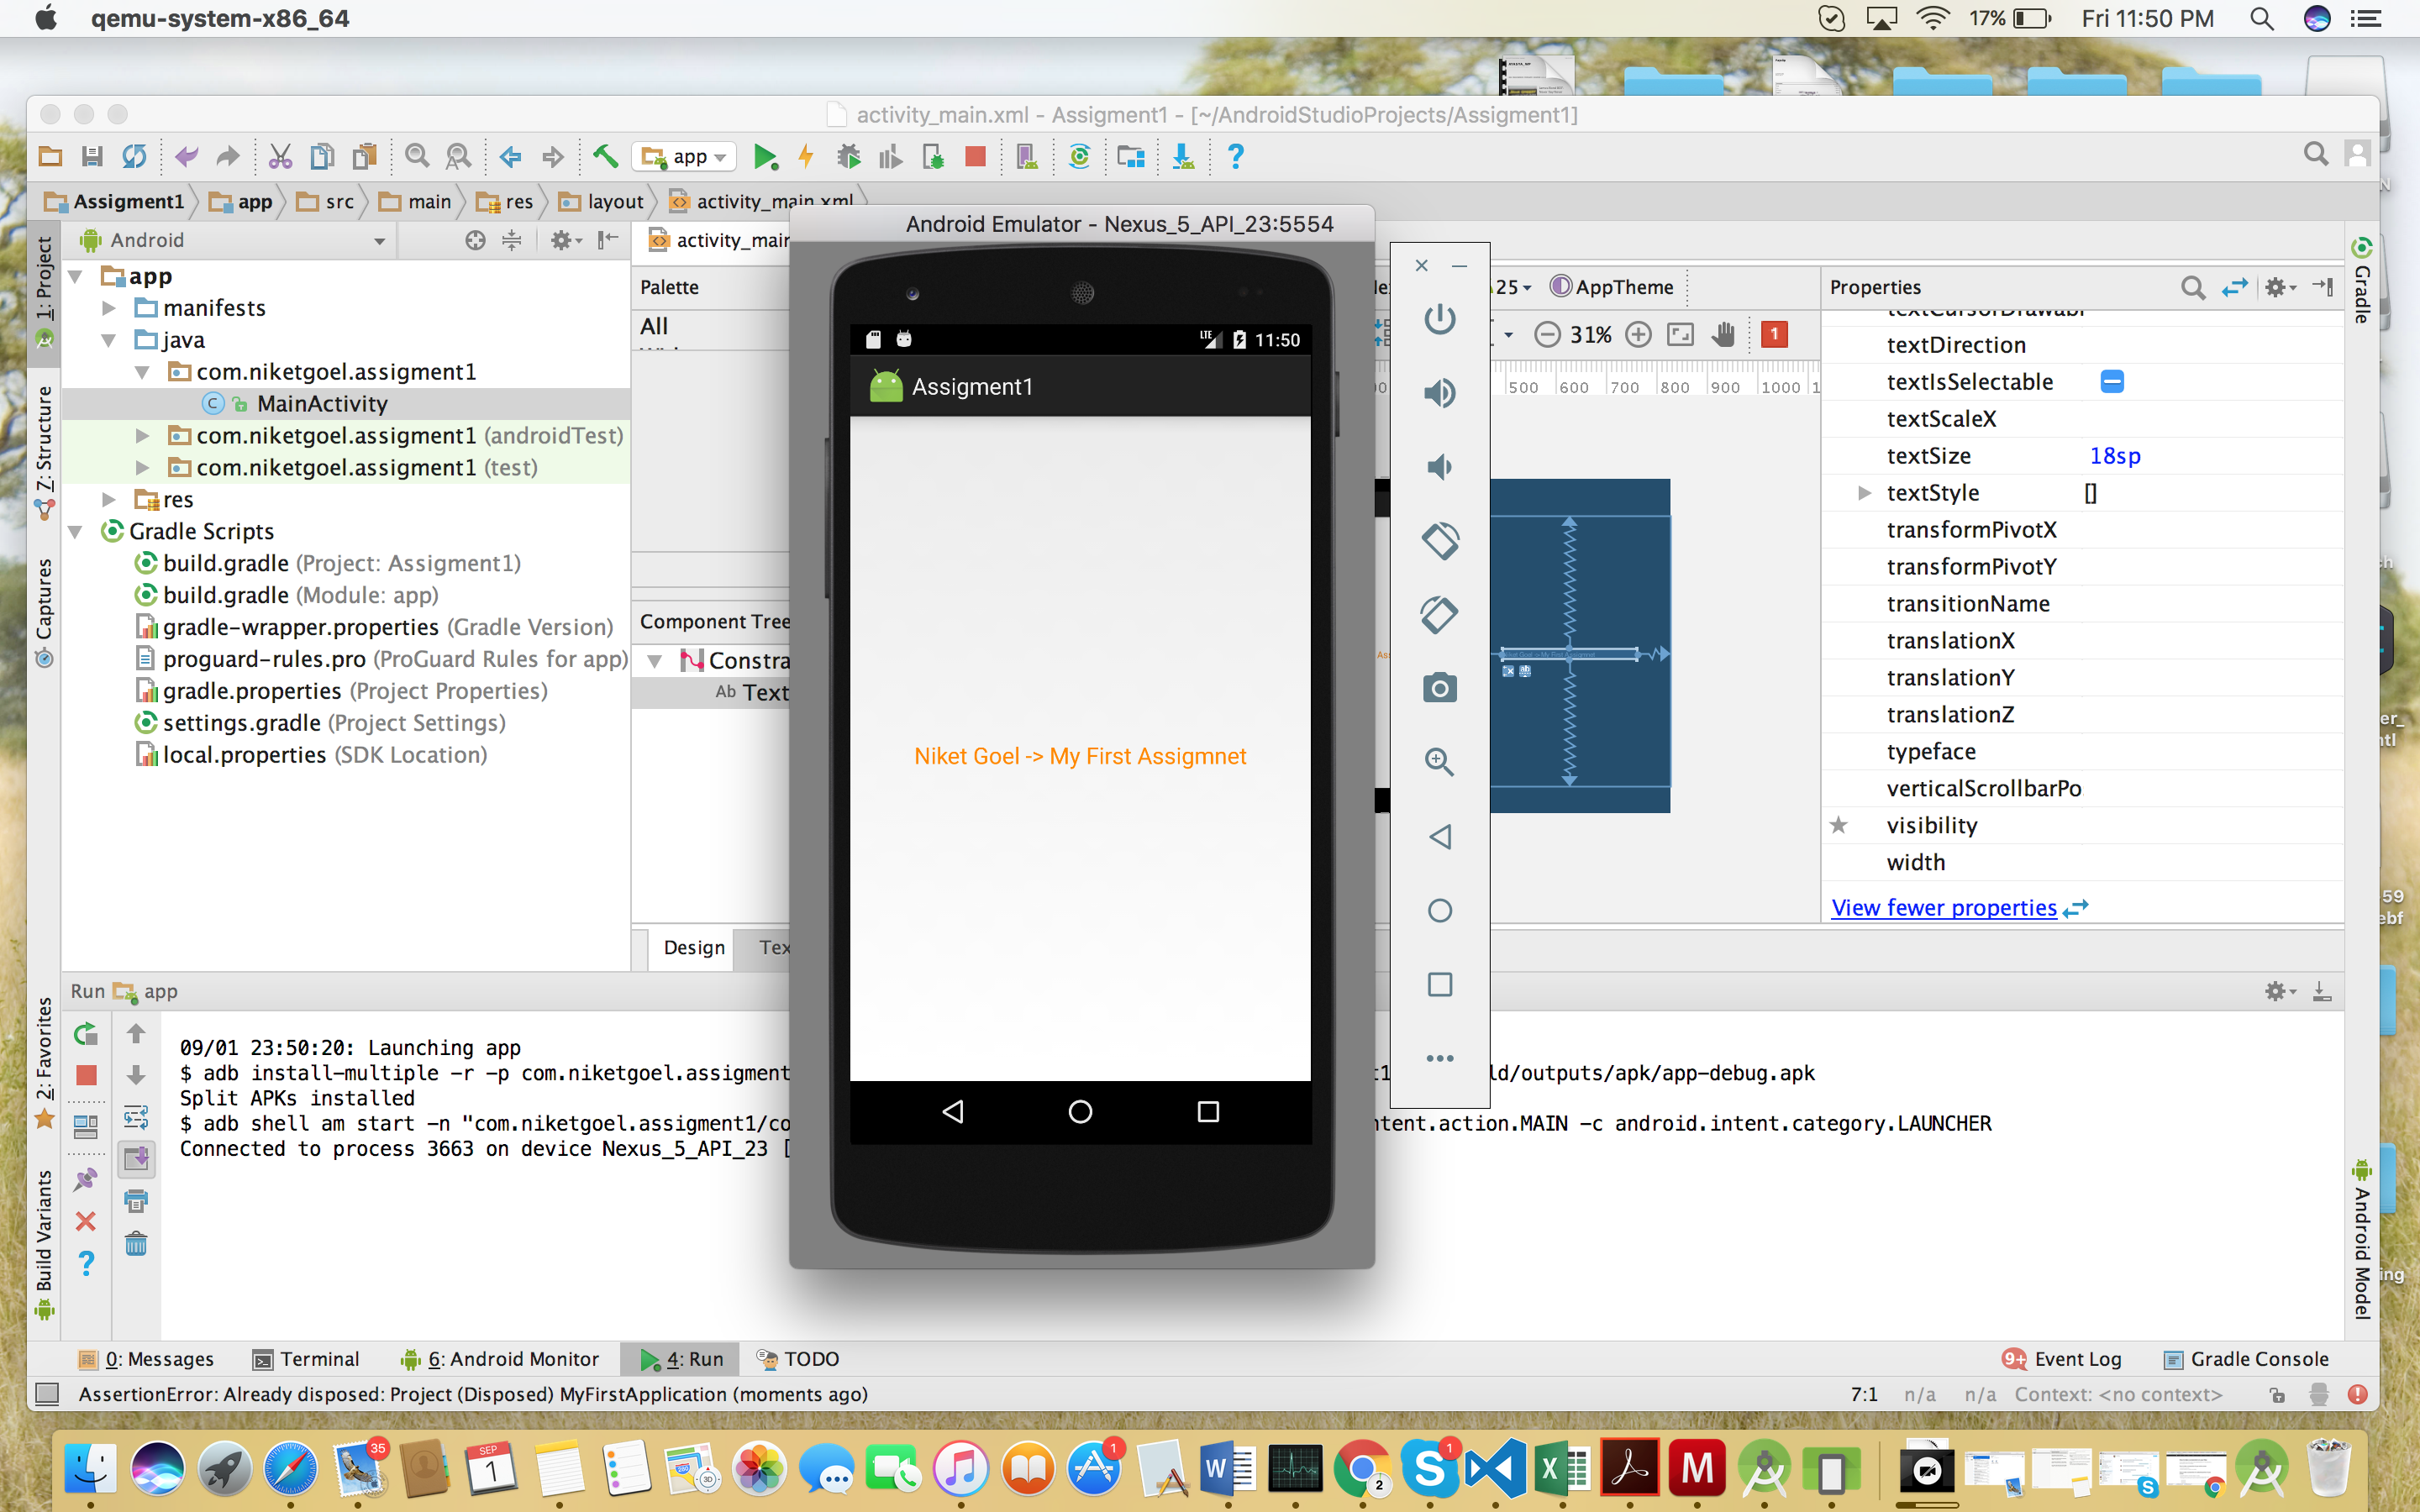 qemu-system-x86_64
17%
Fri 11:50 PM
activity_main.xml - Assigment1 - [~/AndroidStudioProjects/Assigment1]
app
Assigment1
app
src
main
res
layout
activity_main.xml
Android Emulator - Nexus_5_API_23:5554
1: Project
Z: Structure
Captures
2: Favorites
Build Variants
Android
app
manifests
java
com.niketgoel.assigment1
MainActivity
com.niketgoel.assigment1 (androidTest)
com.niketgoel.assigment1 (test)
res
Gradle Scripts
build.gradle (Project: Assigment1)
build.gradle (Module: app)
gradle-wrapper.properties (Gradle Version)
proguard-rules.pro (ProGuard Rules for app)
gradle.properties (Project Properties)
settings.gradle (Project Settings)
local.properties (SDK Location)
activity_mair
Palette
All
Component Tree
Constra
Ab Text
Design
Tex
LTE
11:50
Assigment1
Niket Goel -> My First Assigmnet
25
AppTheme
31%
1
500 600 700 800 900 1000
Properties
textDirection
textIsSelectable
textScaleX
textSize 18sp
textStyle []
transformPivotX
transformPivotY
transitionName
translationX
translationY
translationZ
typeface
verticalScrollbarPo
visibility
width
View fewer properties
Gradle
Android Model
Run app
09/01 23:50:20: Launching app
$ adb install-multiple -r -p com.niketgoel.assigment
ld/outputs/apk/app-debug.apk
Split APKs installed
$ adb shell am start -n "com.niketgoel.assigment1/co
ntent.action.MAIN -c android.intent.category.LAUNCHER
Connected to process 3663 on device Nexus_5_API_23 [
0: Messages
Terminal
6: Android Monitor
4: Run
TODO
9+ Event Log
Gradle Console
AssertionError: Already disposed: Project (Disposed) MyFirstApplication (moments ago)
7:1
n/a
n/a
Context: <no context>
35
SEP
1
3D
1
W
2
S
1
X
M